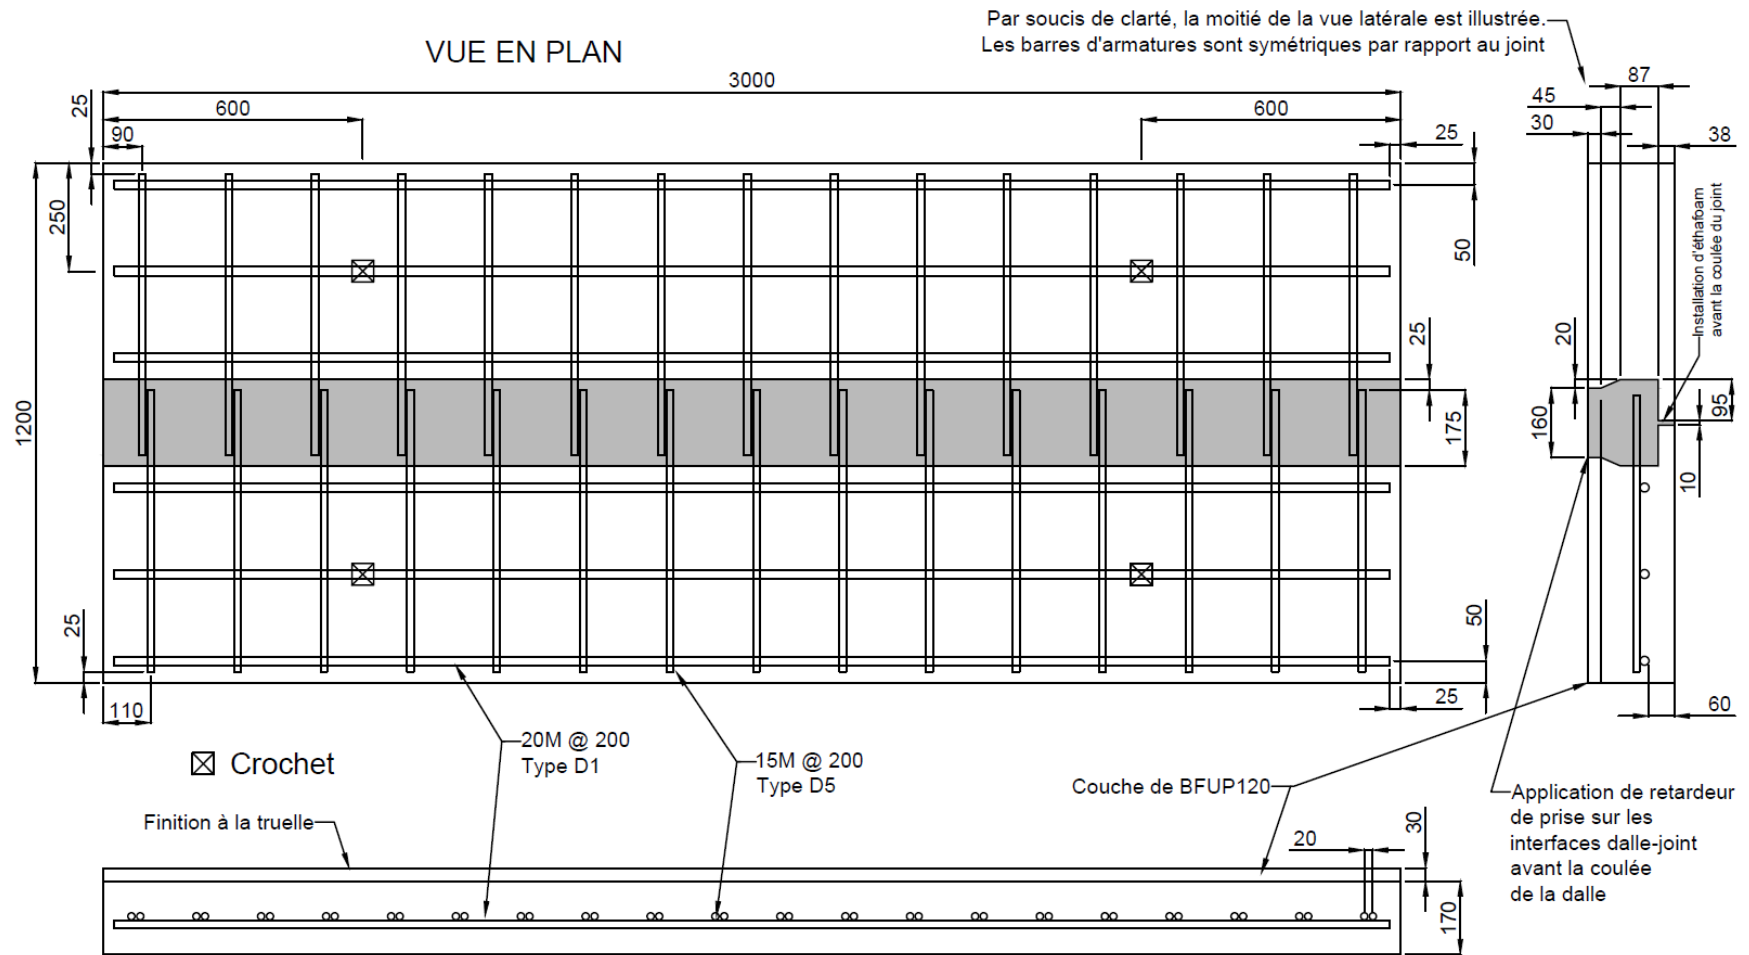 Par soucis de clarté, la moitié de la vue latérale est illustrée.
Les barres d'armatures sont symétriques par rapport au joint
VUE EN PLAN
3000
87
600
600
45
25
90
25
30
38
250
50
Installation d'éthafoam
avant la coulée du joint
25
20
1200
175
160
95
10
25
50
110
25
60
20M @ 200
Type D1
15M @ 200
Type D5
Crochet
Couche de BFUP120
Application de retardeur
de prise sur les
interfaces dalle-joint
avant la coulée
de la dalle
Finition à la truelle
20
30
170